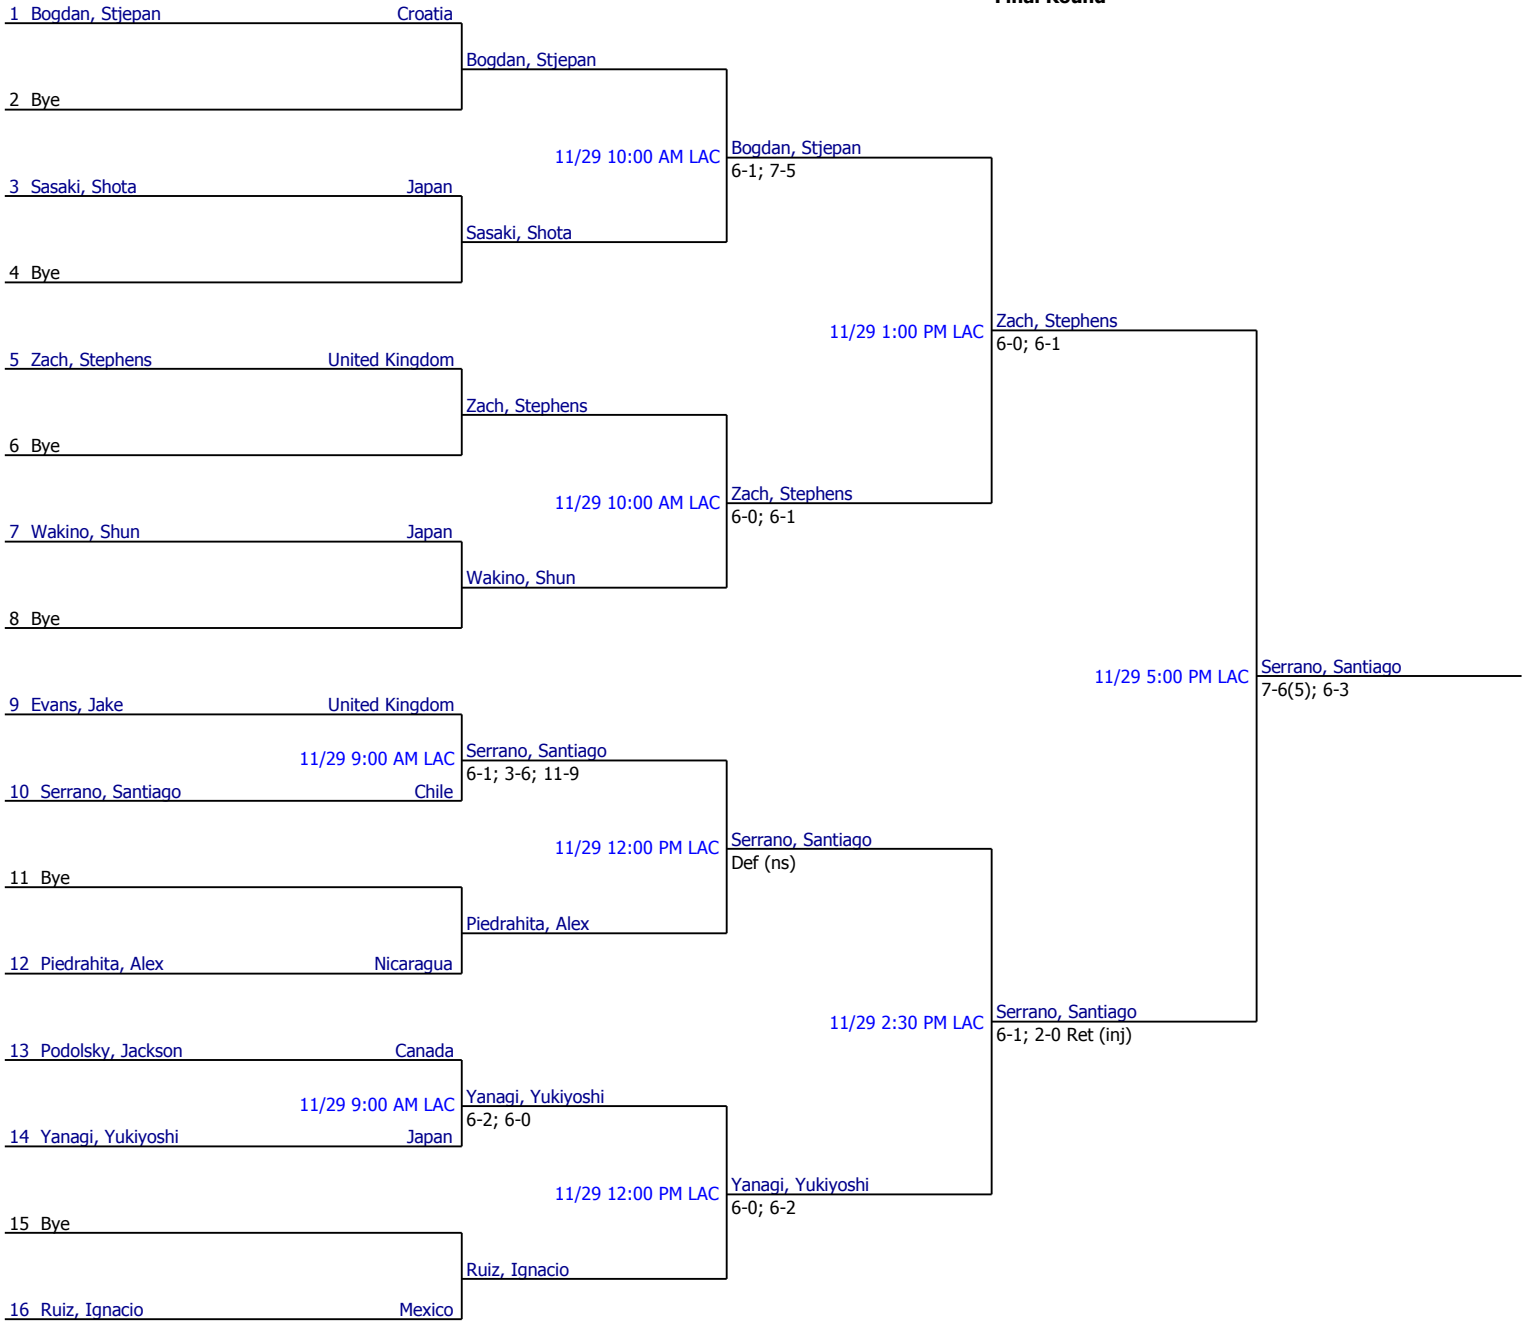 Final Round
1 Bogdan, Stjepan Croatia
Bogdan, Stjepan
2 Bye
11/29 10:00 AM LAC Bogdan, Stjepan
6-1; 7-5
3 Sasaki, Shota Japan
Sasaki, Shota
4 Bye
11/29 1:00 PM LAC Zach, Stephens
6-0; 6-1
5 Zach, Stephens United Kingdom
Zach, Stephens
6 Bye
11/29 10:00 AM LAC Zach, Stephens
6-0; 6-1
7 Wakino, Shun Japan
Wakino, Shun
8 Bye
11/29 5:00 PM LAC Serrano, Santiago
7-6(5); 6-3
9 Evans, Jake United Kingdom
11/29 9:00 AM LAC Serrano, Santiago
6-1; 3-6; 11-9
10 Serrano, Santiago Chile
11/29 12:00 PM LAC Serrano, Santiago
Def (ns)
11 Bye
Piedrahita, Alex
12 Piedrahita, Alex Nicaragua
11/29 2:30 PM LAC Serrano, Santiago
6-1; 2-0 Ret (inj)
13 Podolsky, Jackson Canada
11/29 9:00 AM LAC Yanagi, Yukiyoshi
6-2; 6-0
14 Yanagi, Yukiyoshi Japan
11/29 12:00 PM LAC Yanagi, Yukiyoshi
6-0; 6-2
15 Bye
Ruiz, Ignacio
16 Ruiz, Ignacio Mexico